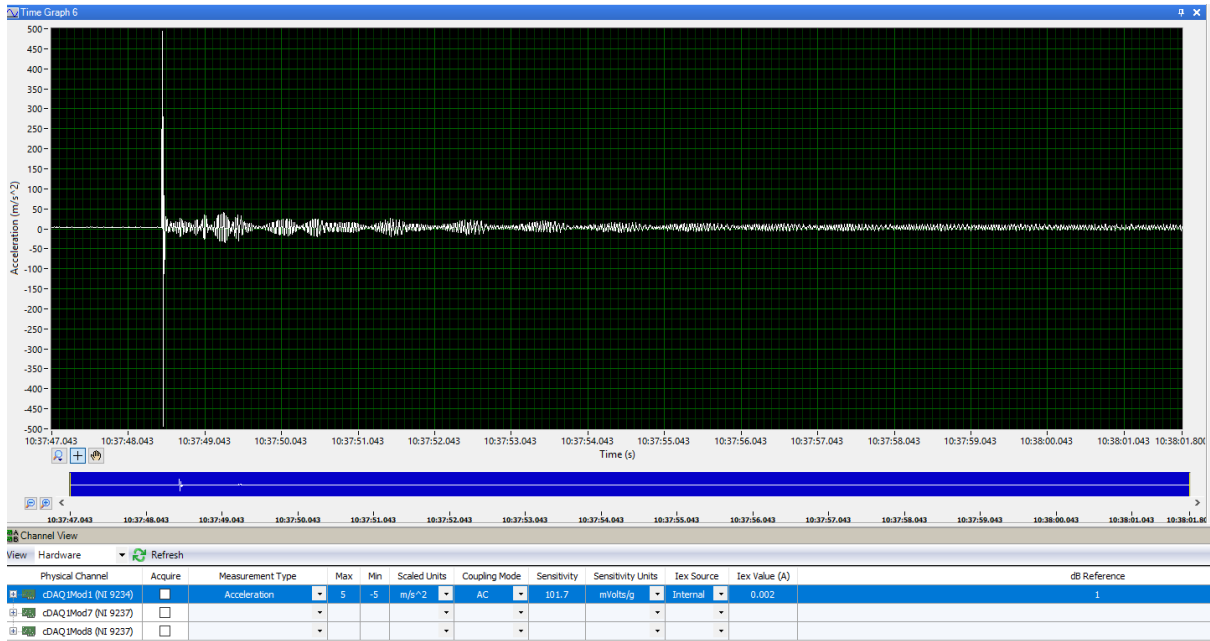 Time Graph 6
500
450
400
350
300
250
200
150
100
50
0
-50
-100
-150
-200
-250
-300
-350
-400
-450
-500
Acceleration (m/s^2)
10:37:47.043 10:37:48.043 10:37:49.043 10:37:50.043 10:37:51.043 10:37:52.043 10:37:53.043 10:37:54.043 10:37:55.043 10:37:56.043 10:37:57.043 10:37:58.043 10:37:59.043 10:38:00.043 10:38:01.043 10:38:01.800
Time (s)
10:37:47.043 10:37:48.043 10:37:49.043 10:37:50.043 10:37:51.043 10:37:52.043 10:37:53.043 10:37:54.043 10:37:55.043 10:37:56.043 10:37:57.043 10:37:58.043 10:37:59.043 10:38:00.043 10:38:01.043 10:38:01.80
Channel View
View Hardware Refresh
Physical Channel Acquire Measurement Type Max Min Scaled Units Coupling Mode Sensitivity Sensitivity Units Iex Source Iex Value (A) dB Reference
cDAQ1Mod1 (NI 9234) Acceleration 5 -5 m/s^2 AC 101.7 mVolts/g Internal 0.002 1
cDAQ1Mod7 (NI 9237)
cDAQ1Mod8 (NI 9237)